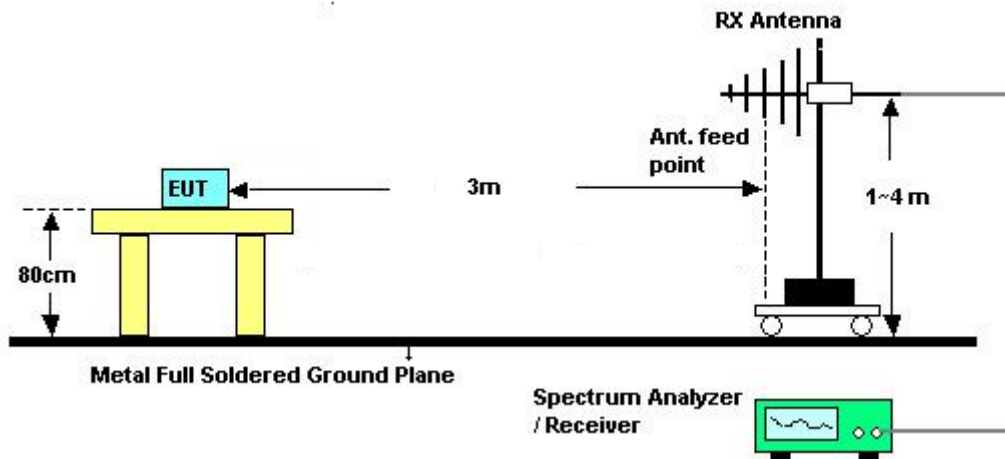 RX Antenna
Ant. feed
point
EUT
3m
1~4 m
80cm
Metal Full Soldered Ground Plane
Spectrum Analyzer
/ Receiver